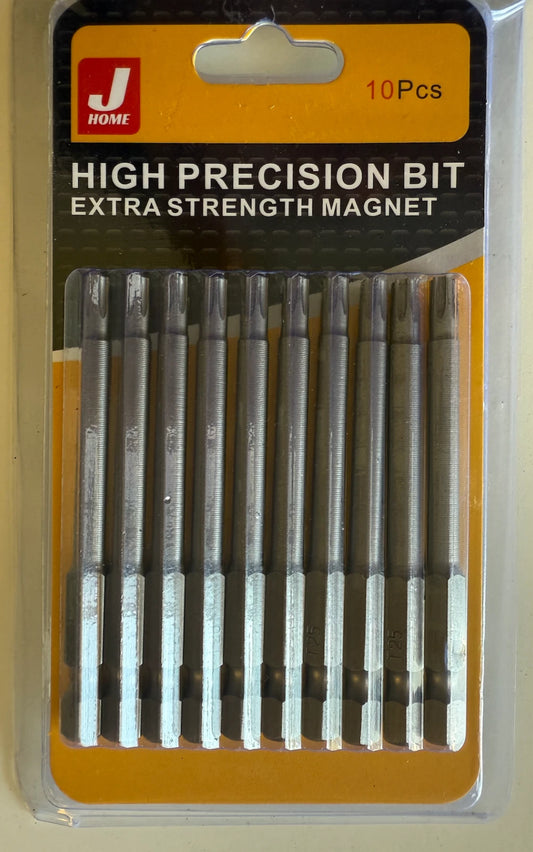 J
HOME
10Pcs
HIGH PRECISION BIT
EXTRA STRENGTH MAGNET
T25
T25